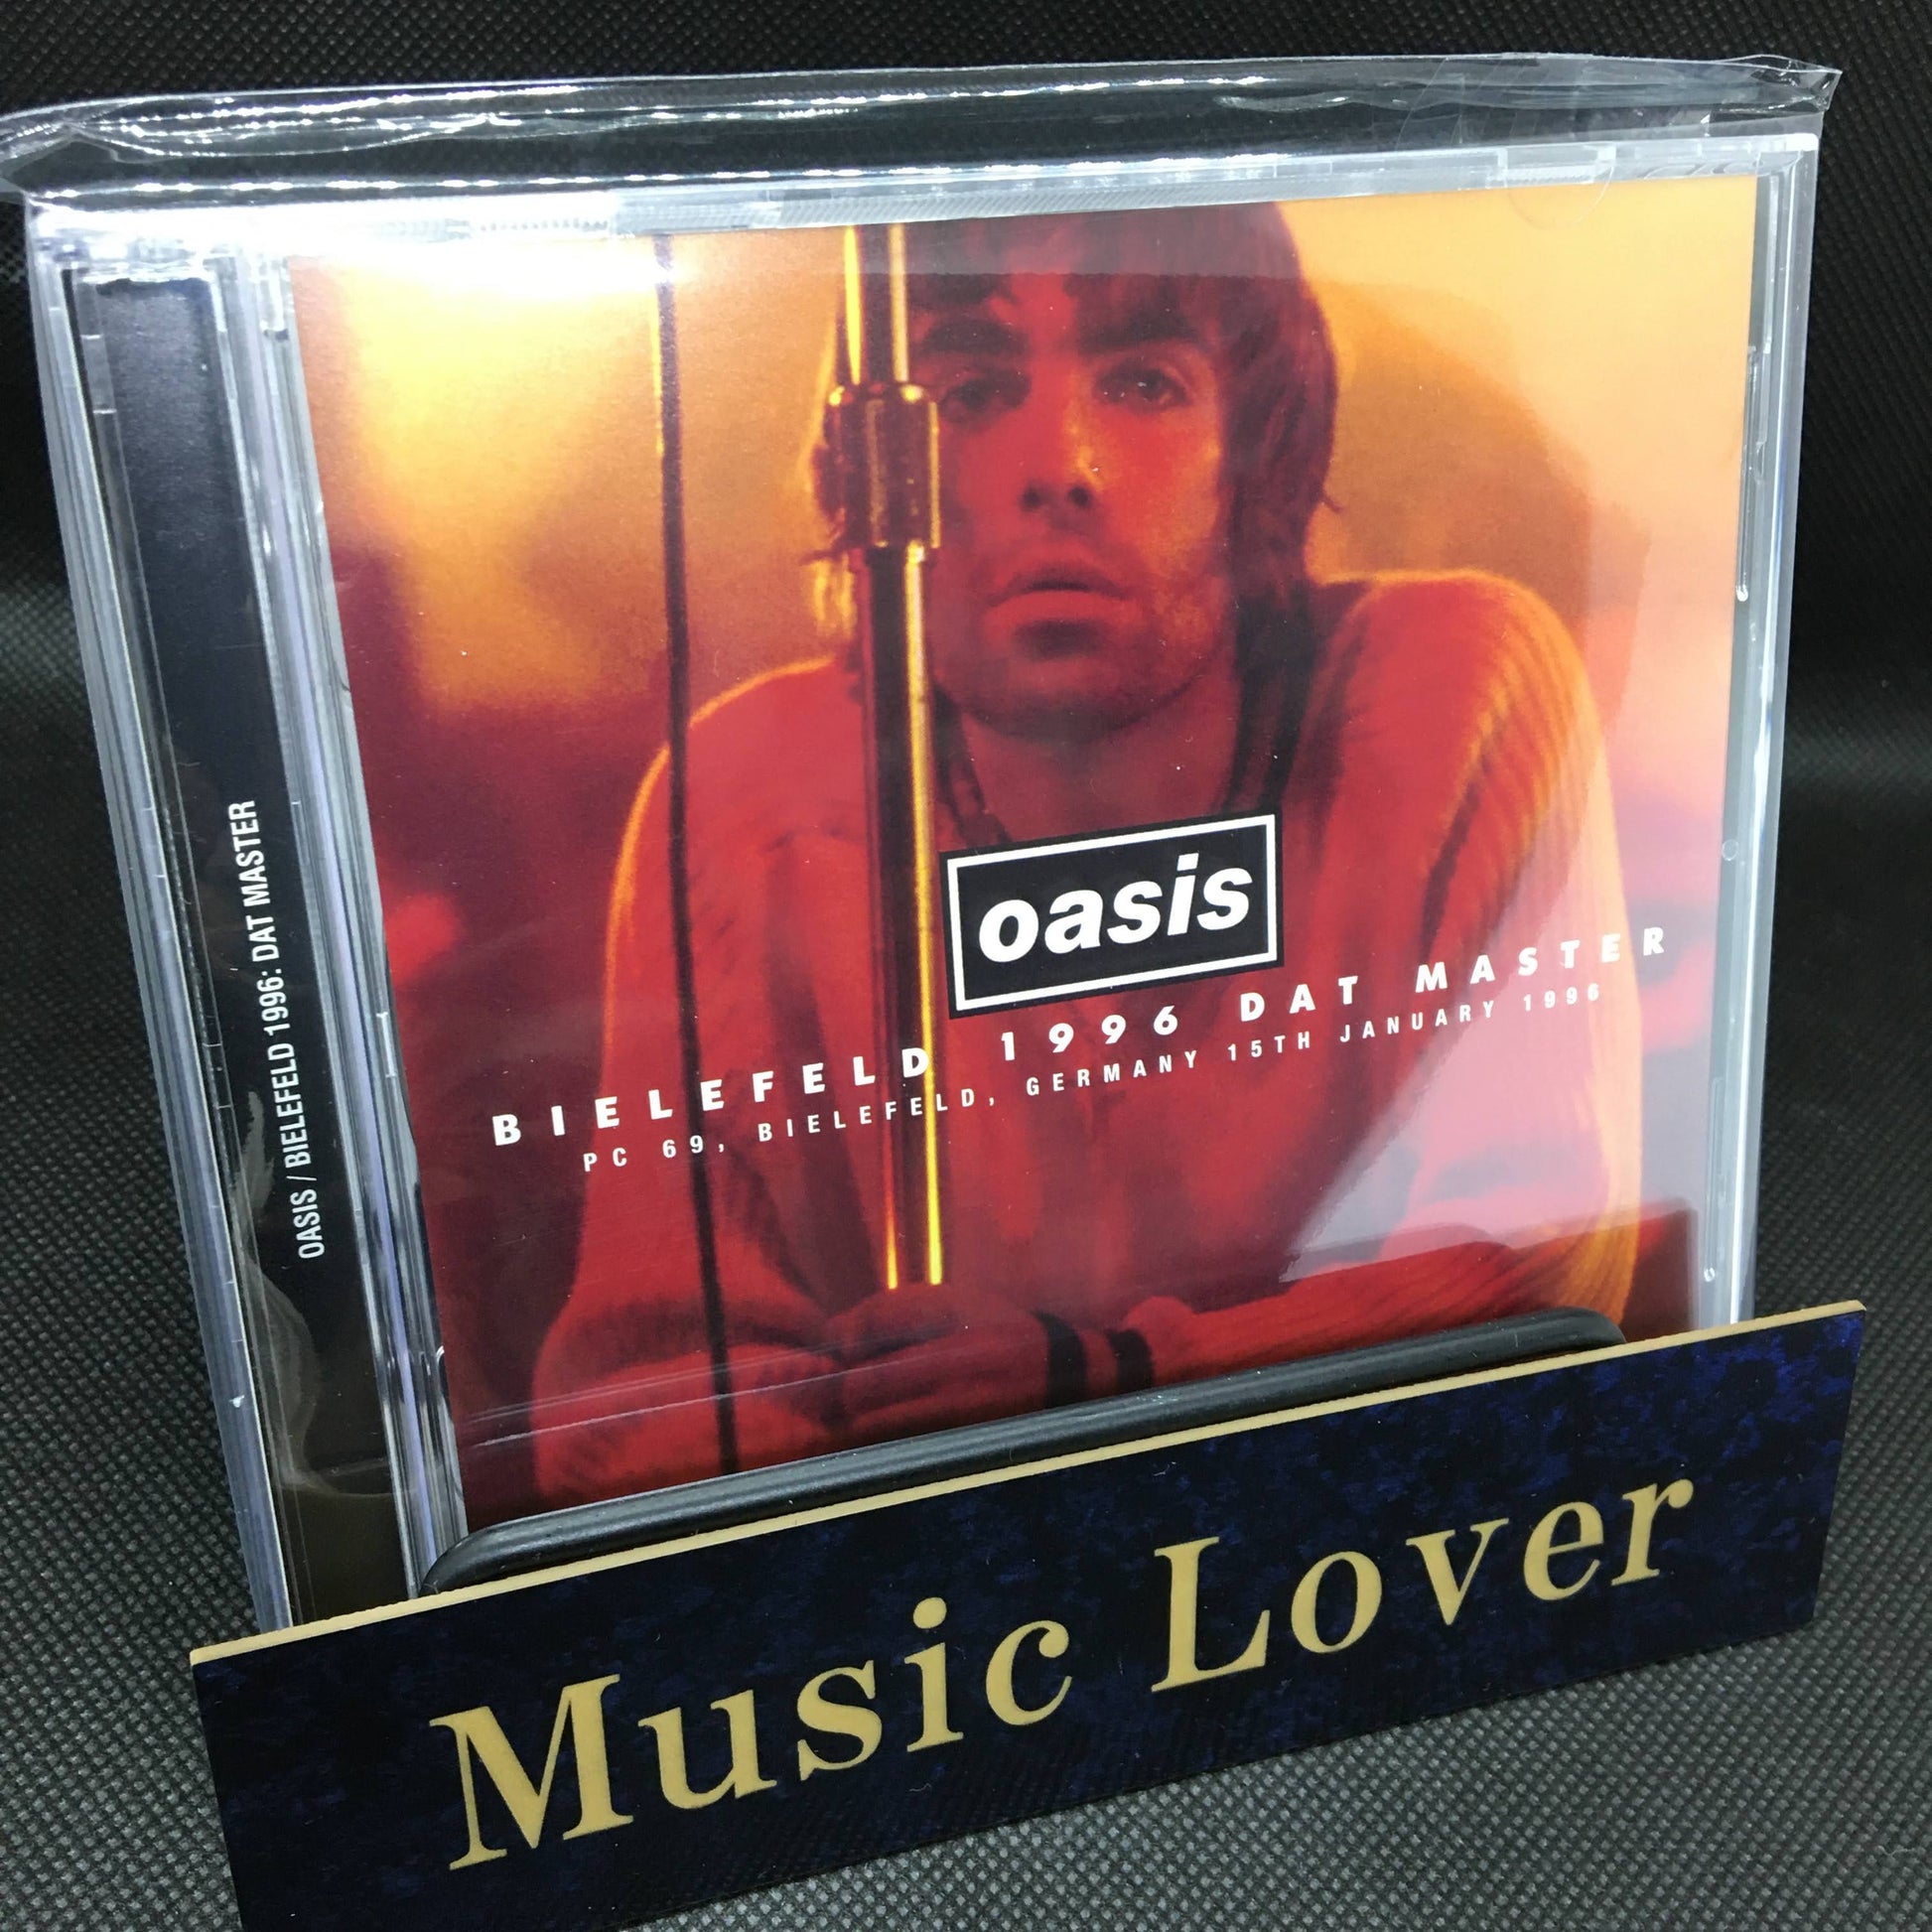 oasis
BIELEFELD 1996 DAT MASTER
PC 69, BIELEFELD, GERMANY 15TH JANUARY 1996
OASIS / BIELEFELD 1996: DAT MASTER
Music Lover